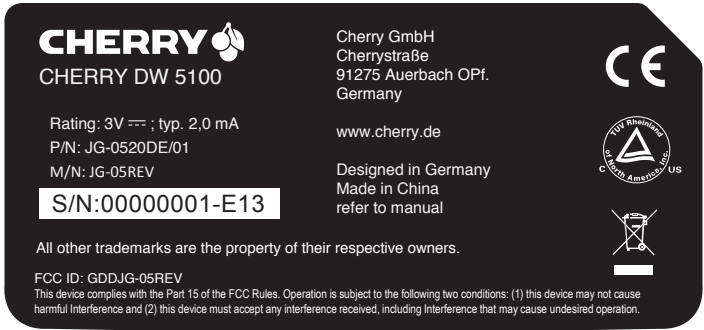 CHERRY
CHERRY DW 5100
Rating: 3V ⎓ ; typ. 2,0 mA
P/N: JG-0520DE/01
M/N: JG-05REV
S/N:00000001-E13
Cherry GmbH
Cherrystraße
91275 Auerbach OPf.
Germany
www.cherry.de
Designed in Germany
Made in China
refer to manual
CE
TÜV Rheinland
of North America, Inc.
C US
All other trademarks are the property of their respective owners.
FCC ID: GDDJG-05REV
This device complies with the Part 15 of the FCC Rules. Operation is subject to the following two conditions: (1) this device may not cause
harmful Interference and (2) this device must accept any interference received, including Interference that may cause undesired operation.